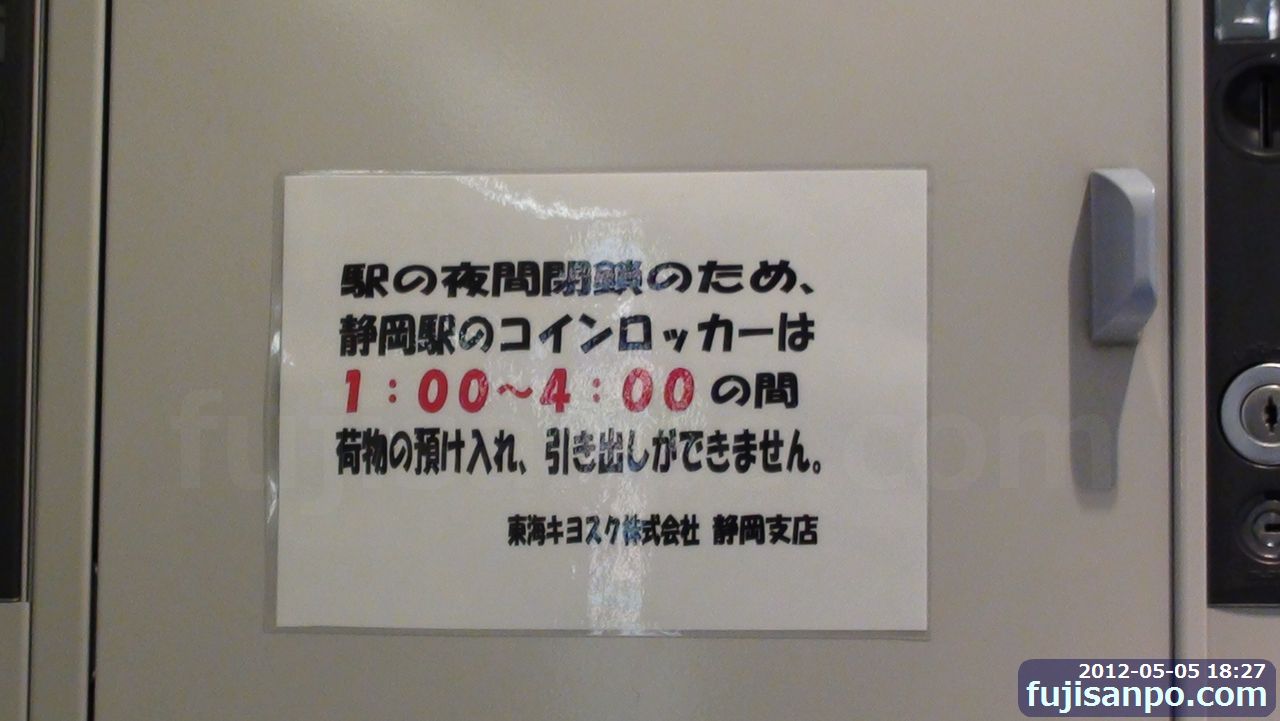 駅の夜間閉鎖のため、
静岡駅のコインロッカーは
1:00～4:00の間
荷物の預け入れ、引き出しができません。
東海キヨスク株式会社 静岡支店
2012-05-05 18:27
fujisanpo.com
fujisanpo.com